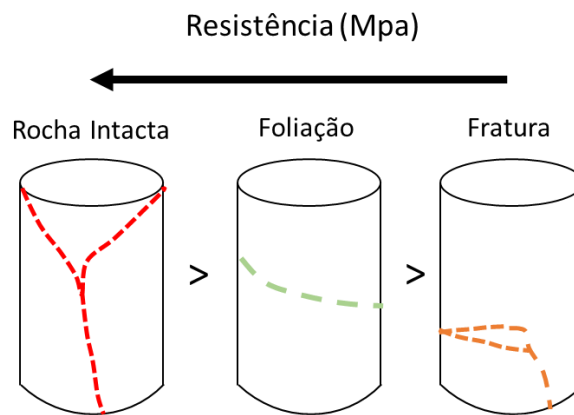 Resistência (Mpa)
Rocha Intacta Foliação Fratura
> >